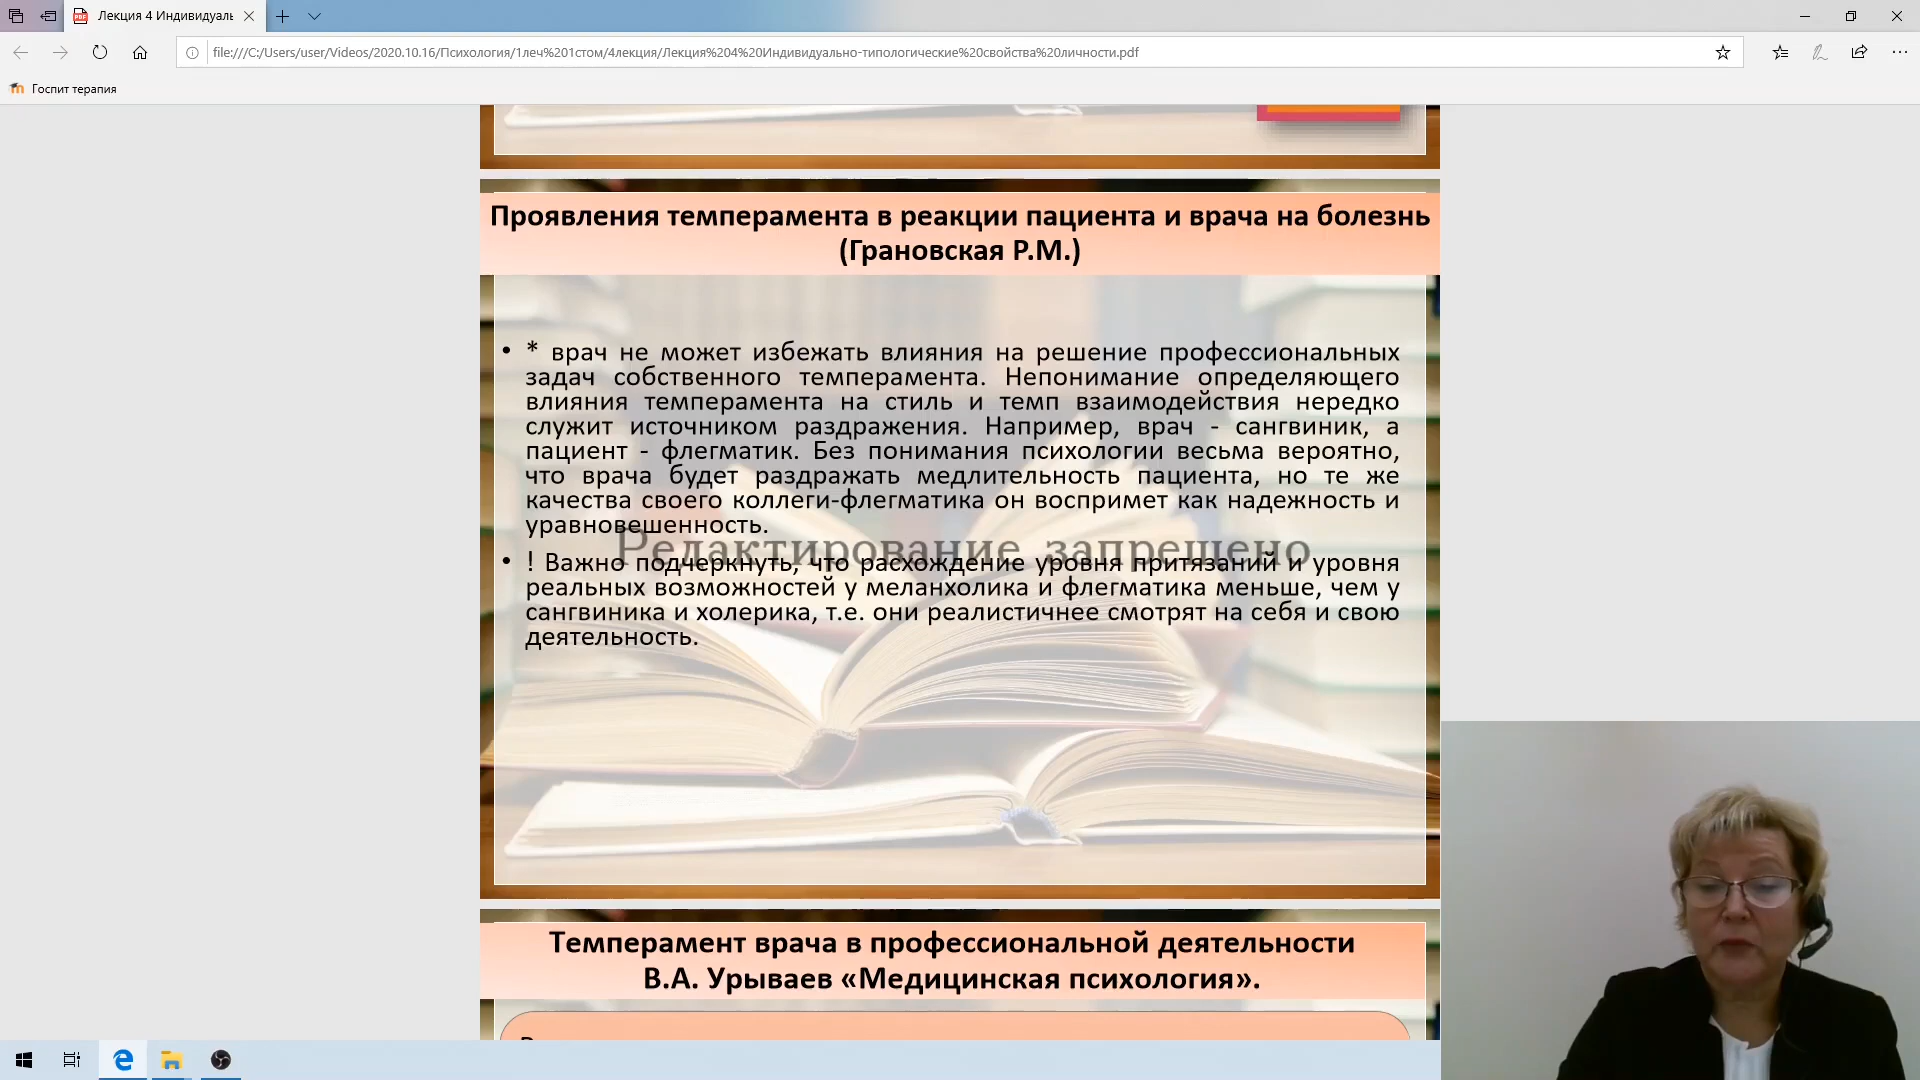 Лекция 4 Индивидуаль
file:///C:/Users/user/Videos/2020.10.16/Психология/1леч%201стом/4лекция/Лекция%204%20Индивидуально-типологические%20свойства%20личности.pdf
Госпит терапия
Проявления темперамента в реакции пациента и врача на болезнь
(Грановская Р.М.)
• * врач не может избежать влияния на решение профессиональных
задач собственного темперамента. Непонимание определяющего
влияния темперамента на стиль и темп взаимодействия нередко
служит источником раздражения. Например, врач - сангвиник, а
пациент - флегматик. Без понимания психологии весьма вероятно,
что врача будет раздражать медлительность пациента, но те же
качества своего коллеги-флегматика он воспримет как надежность и
уравновешенность.
Редактирование запрещено
• ! Важно подчеркнуть, что расхождение уровня притязаний и уровня
реальных возможностей у меланхолика и флегматика меньше, чем у
сангвиника и холерика, т.е. они реалистичнее смотрят на себя и свою
деятельность.
Темперамент врача в профессиональной деятельности
В.А. Урываев «Медицинская психология».